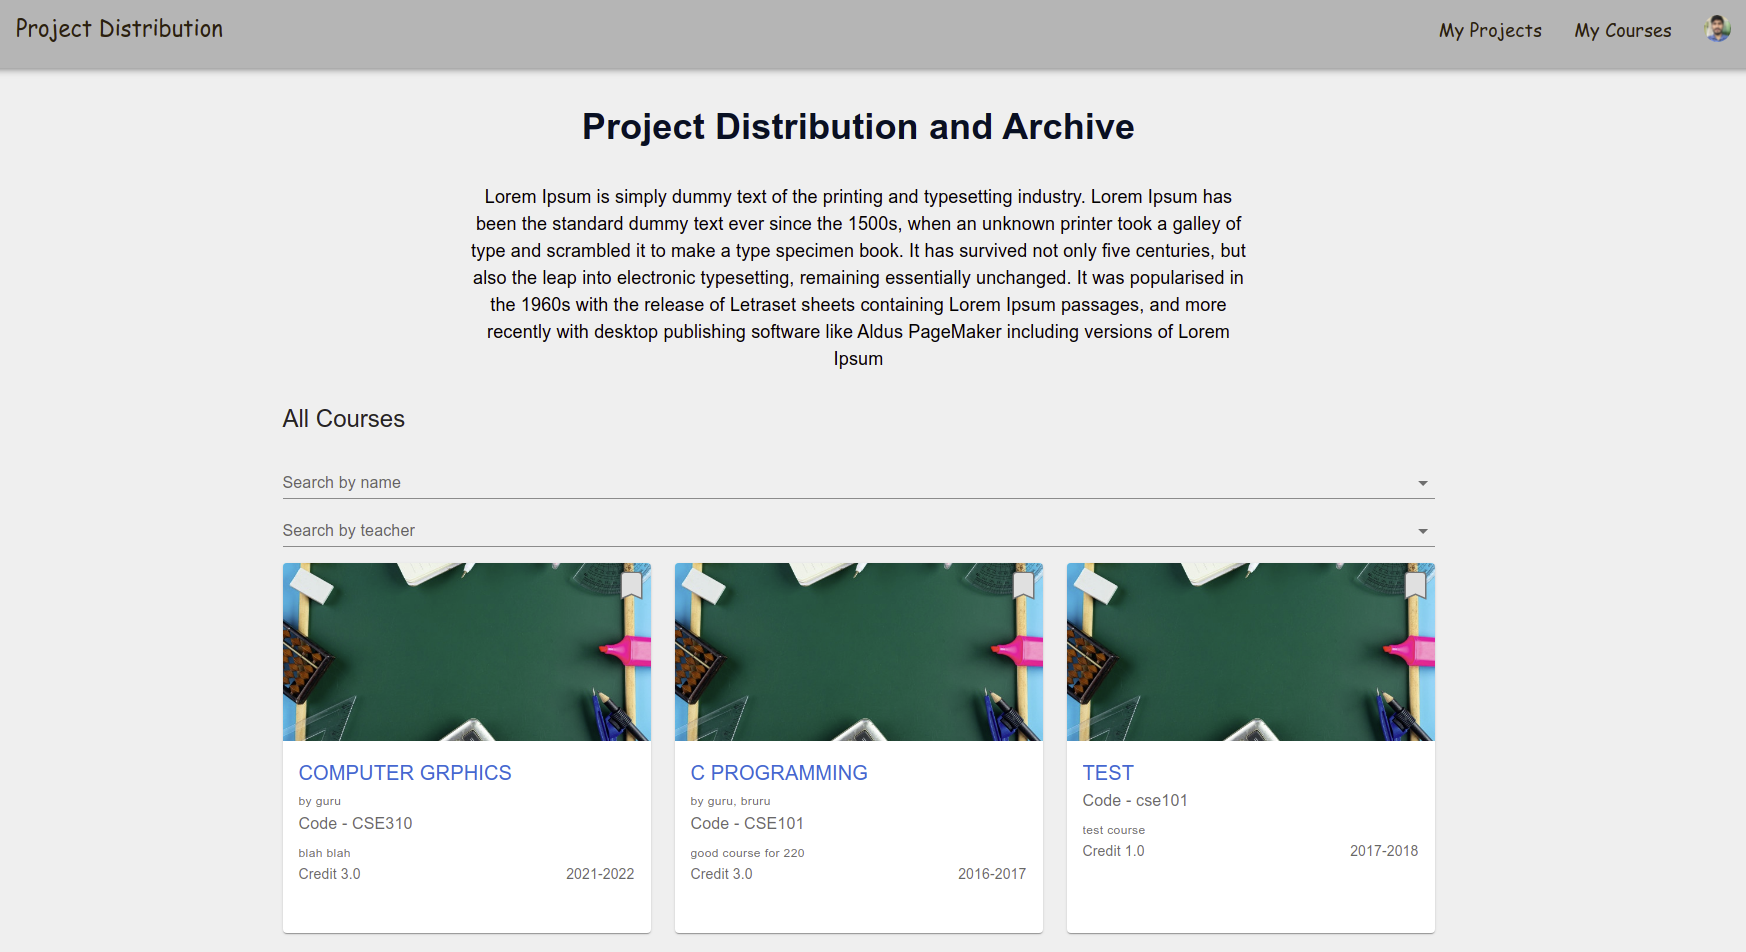 Project Distribution
My Projects
My Courses
Project Distribution and Archive
Lorem Ipsum is simply dummy text of the printing and typesetting industry. Lorem Ipsum has
been the standard dummy text ever since the 1500s, when an unknown printer took a galley of
type and scrambled it to make a type specimen book. It has survived not only five centuries, but
also the leap into electronic typesetting, remaining essentially unchanged. It was popularised in
the 1960s with the release of Letraset sheets containing Lorem Ipsum passages, and more
recently with desktop publishing software like Aldus PageMaker including versions of Lorem
Ipsum
All Courses
Search by name
Search by teacher
COMPUTER GRPHICS
by guru
Code - CSE310
blah blah
Credit 3.0 2021-2022
C PROGRAMMING
by guru, bruru
Code - CSE101
good course for 220
Credit 3.0 2016-2017
TEST
Code - cse101
test course
Credit 1.0 2017-2018